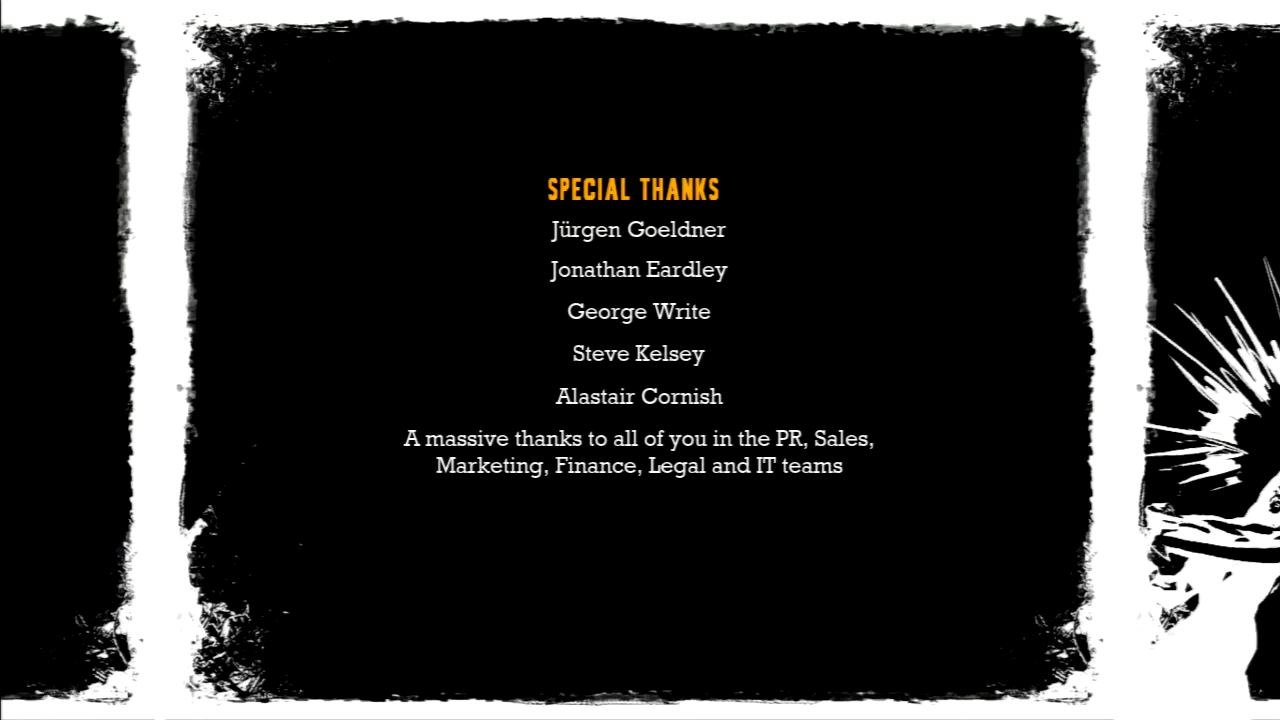 SPECIAL THANKS
Jürgen Goeldner
Jonathan Eardley
George Write
Steve Kelsey
Alastair Cornish
A massive thanks to all of you in the PR, Sales,
Marketing, Finance, Legal and IT teams